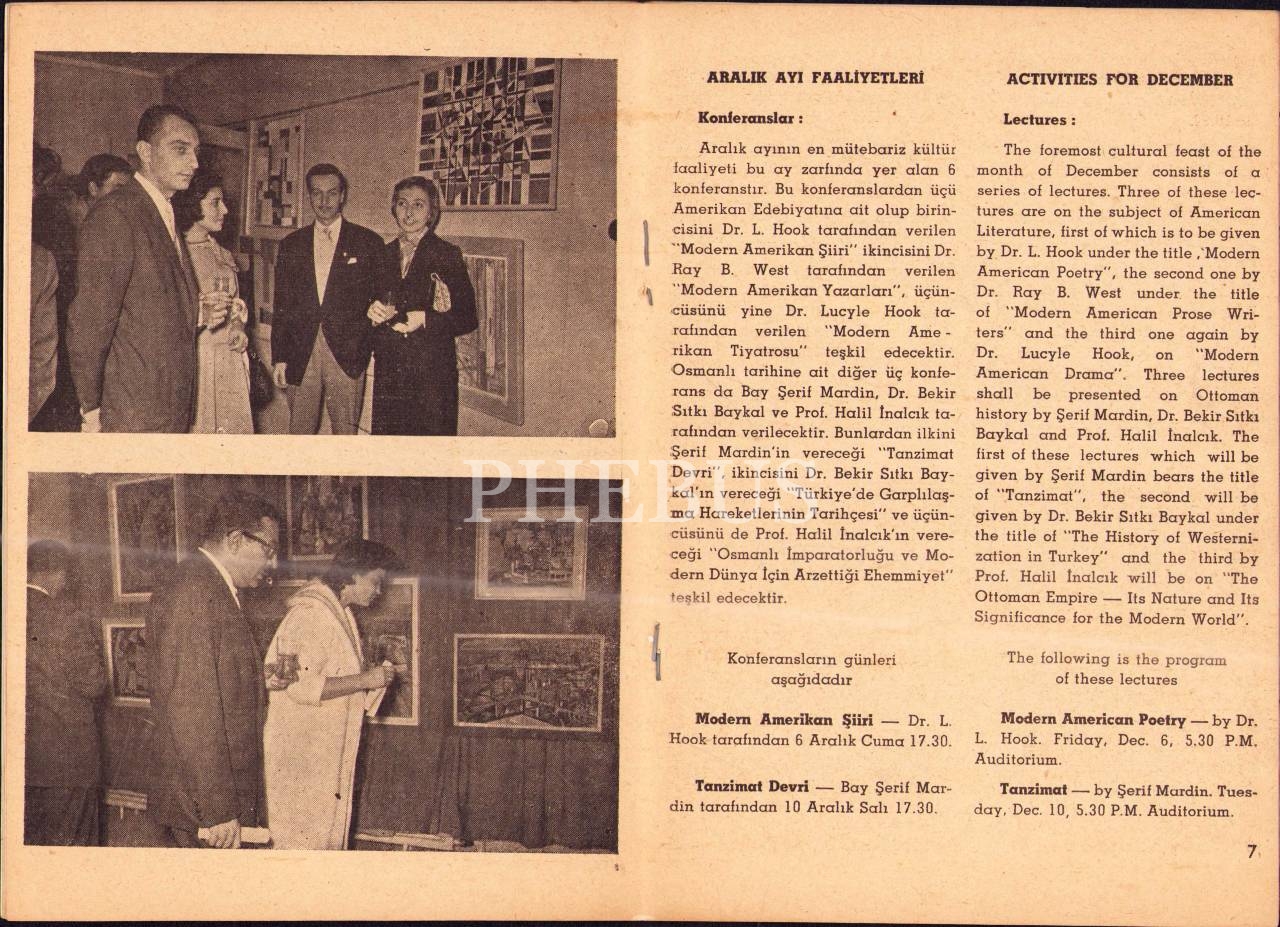 ARALIK AYI FAALİYETLERİ
Konferanslar :
Aralık ayının en mütebariz kültür
faaliyeti bu ay zarfında yer alan 6
konferanstır. Bu konferanslardan üçü
Amerikan Edebiyatına ait olup birin-
cisini Dr. L. Hook tarafından verilen
"Modern Amerikan Şiiri" ikincisini Dr.
Ray B. West tarafından verilen
"Modern Amerikan Yazarları", üçün-
cüsünü yine Dr. Lucyle Hook ta-
rafından verilen "Modern Ame -
rikan Tiyatrosu" teşkil edecektir.
Osmanlı tarihine ait diğer üç konfe-
rans da Bay Şerif Mardin, Dr. Bekir
Sıtkı Baykal ve Prof. Halil İnalcık ta-
rafından verilecektir. Bunlardan ilkini
Şerif Mardin'in vereceği "Tanzimat
Devri", ikincisini Dr. Bekir Sıtkı Bay-
kal'ın vereceği "Türkiye'de Garplılaş-
ma Hareketlerinin Tarihçesi" ve üçün-
cüsünü de Prof. Halil İnalcık'ın vere-
ceği "Osmanlı İmparatorluğu ve Mo-
dern Dünya İçin Arzettiği Ehemmiyet"
teşkil edecektir.
Konferansların günleri
aşağıdadır
Modern Amerikan Şiiri — Dr. L.
Hook tarafından 6 Aralık Cuma 17.30.
Tanzimat Devri — Bay Şerif Mar-
din tarafından 10 Aralık Salı 17.30.
ACTIVITIES FOR DECEMBER
Lectures :
The foremost cultural feast of the
month of December consists of a
series of lectures. Three of these lec-
tures are on the subject of American
Literature, first of which is to be given
by Dr. L. Hook under the title ,'Modern
American Poetry", the second one by
Dr. Ray B. West under the title
of "Modern American Prose Wri-
ters" and the third one again by
Dr. Lucyle Hook, on "Modern
American Drama". Three lectures
shall be presented on Ottoman
history by Şerif Mardin, Dr. Bekir Sıtkı
Baykal and Prof. Halil İnalcık. The
first of these lectures which will be
given by Şerif Mardin bears the title
of "Tanzimat", the second will be
given by Dr. Bekir Sıtkı Baykal under
the title of "The History of Westerni-
zation in Turkey" and the third by
Prof. Halil İnalcık will be on "The
Ottoman Empire — Its Nature and Its
Significance for the Modern World".
The following is the program
of these lectures
Modern American Poetry — by Dr.
L. Hook. Friday, Dec. 6, 5.30 P.M.
Auditorium.
Tanzimat — by Şerif Mardin. Tues-
day, Dec. 10, 5.30 P.M. Auditorium.
7
PHEBUS